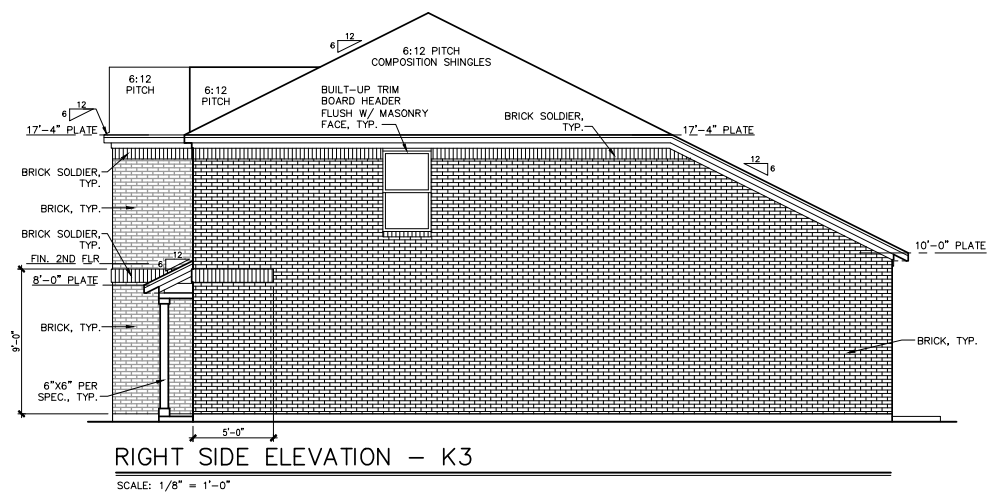 12
6
6:12 PITCH
COMPOSITION SHINGLES
6:12
PITCH
6:12
PITCH
BUILT-UP TRIM
BOARD HEADER
FLUSH W/ MASONRY
FACE, TYP.
BRICK SOLDIER,
TYP.
12
6
17'-4" PLATE
17'-4" PLATE
12
6
BRICK SOLDIER,
TYP.
BRICK, TYP.
BRICK SOLDIER,
TYP.
10'-0" PLATE
FIN. 2ND FLR
12
6
8'-0" PLATE
BRICK, TYP.
9'-0"
BRICK, TYP.
6"X6" PER
SPEC., TYP.
5'-0"
RIGHT SIDE ELEVATION - K3
SCALE: 1/8" = 1'-0"